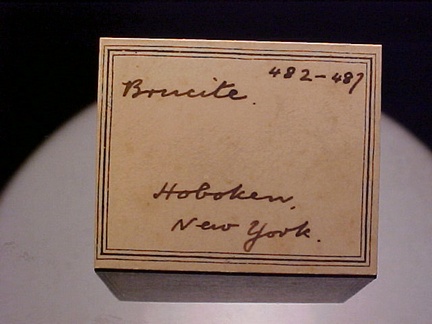 482-487
Brucite.
Hoboken,
New York.